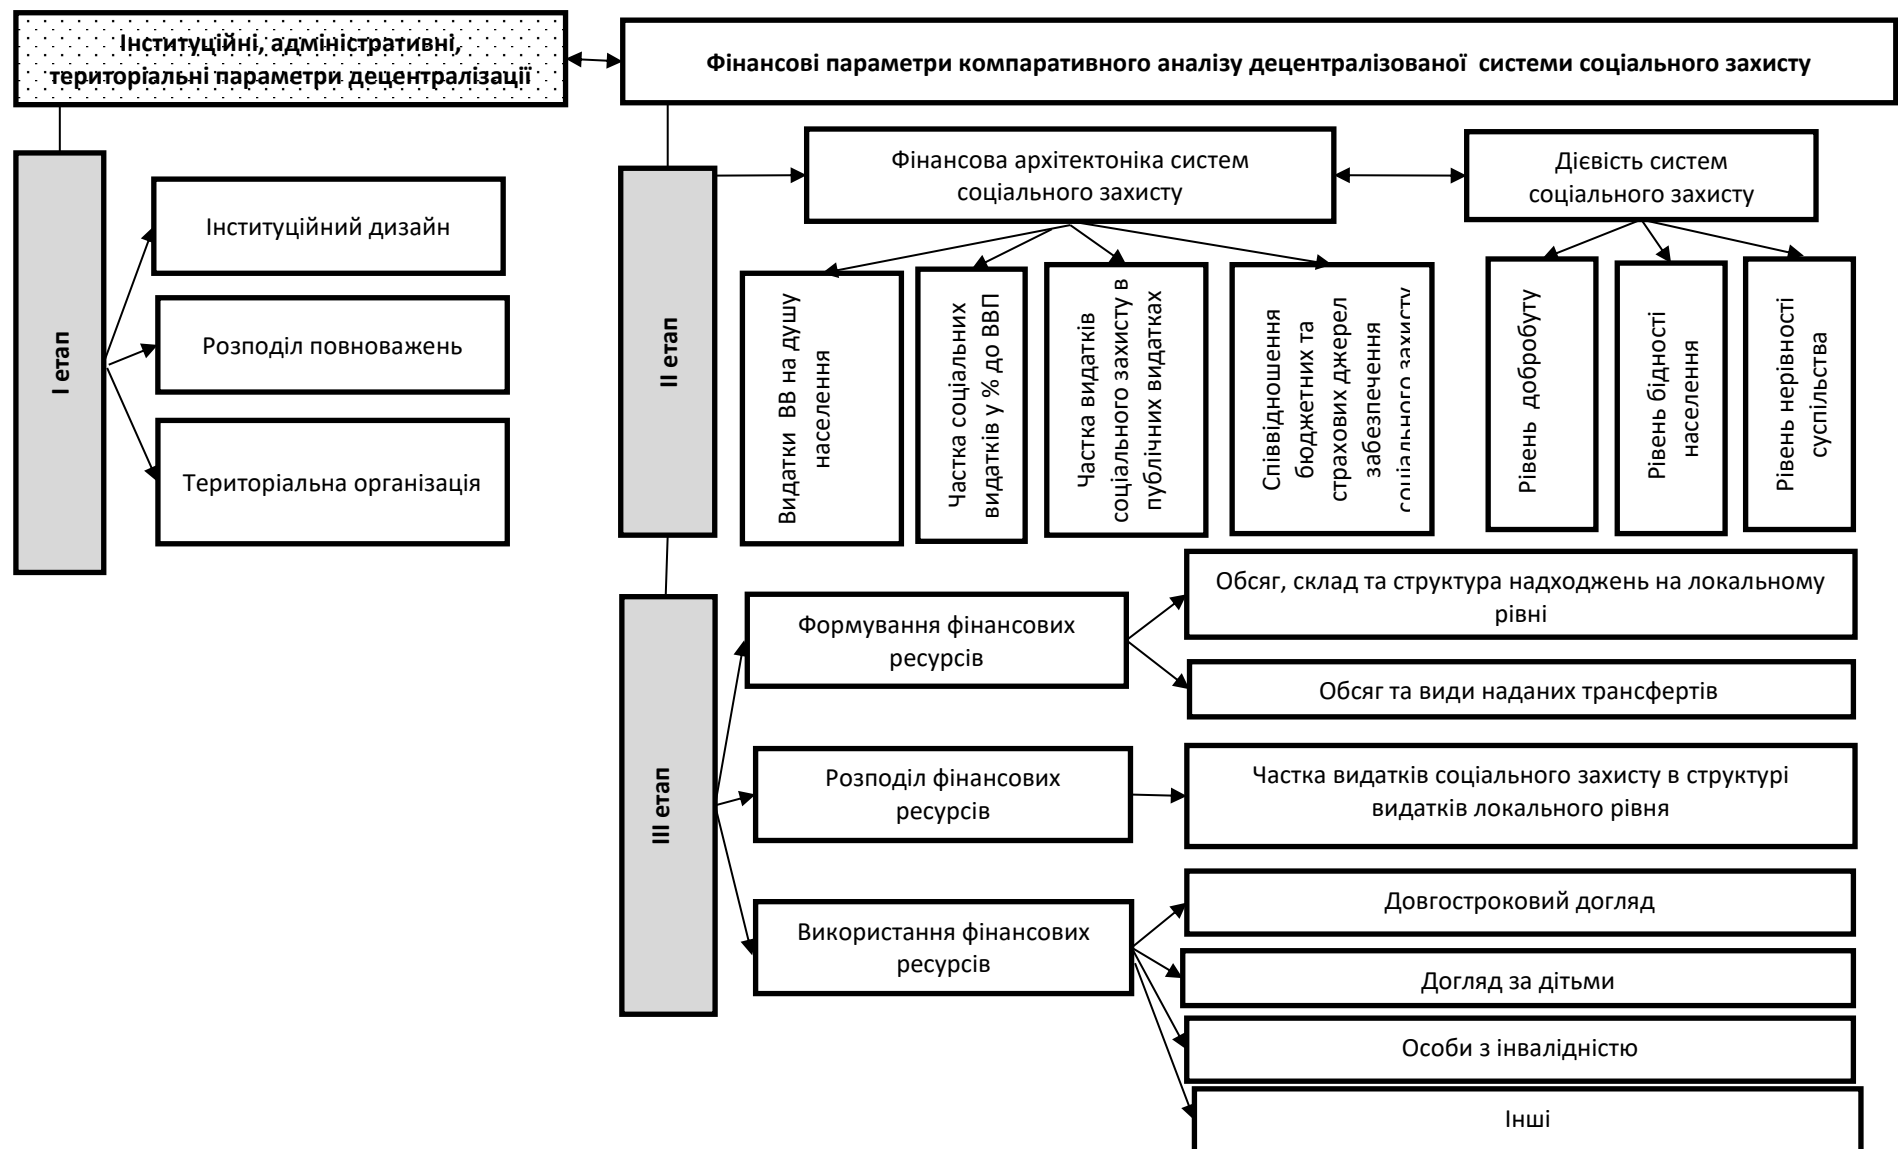 Інституційні, адміністративні,
територіальні параметри децентралізації
Фінансові параметри компаративного аналізу децентралізованої системи соціального захисту
І етап
Інституційний дизайн
Розподіл повноважень
Територіальна організація
ІІ етап
Фінансова архітектоніка систем
соціального захисту
Дієвість систем
соціального захисту
Видатки ВВ на душу
населення
Частка соціальних
видатків у % до ВВП
Частка видатків
соціального захисту в
публічних видатках
Співвідношення
бюджетних та
страхових джерел
забезпечення
соціального захисту
Рівень добробуту
Рівень бідності
населення
Рівень нерівності
суспільства
ІІІ етап
Формування фінансових
ресурсів
Обсяг, склад та структура надходжень на локальному
рівні
Обсяг та види наданих трансфертів
Розподіл фінансових
ресурсів
Частка видатків соціального захисту в структурі
видатків локального рівня
Використання фінансових
ресурсів
Довгостроковий догляд
Догляд за дітьми
Особи з інвалідністю
Інші